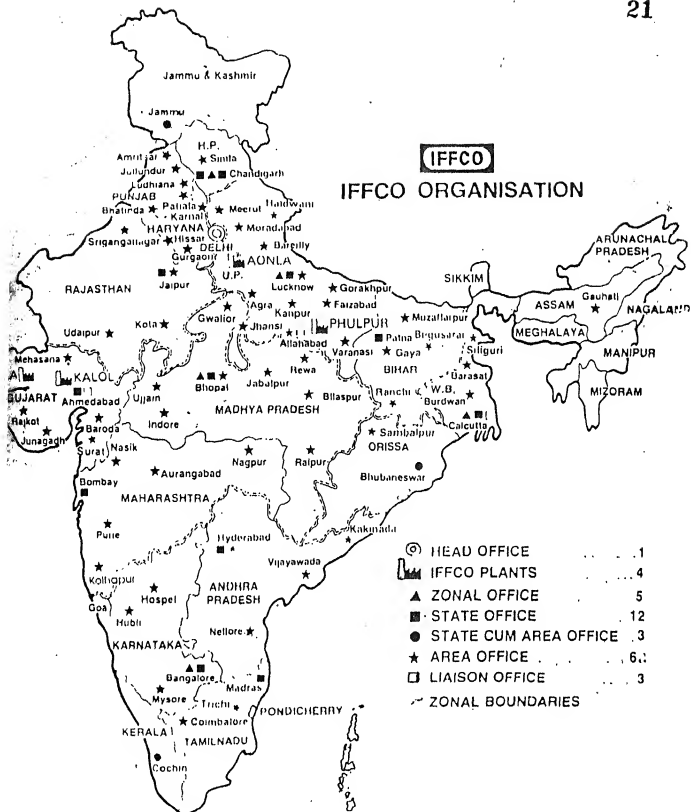 21
Jammu & Kashmir
Jammu
IFFCO
IFFCO ORGANISATION
H.P.
Amritsar
Simla
Jullundur
Chandigarh
Ludhiana
PUNJAB
Patiala
Haldwani
Bhatinda
Karnal
Meerut
HARYANA
Moradabad
Sriganganagar
Hissar
DELHI
Bareilly
Gurgaon
AONLA
U.P.
ARUNACHAL
PRADESH
SIKKIM
RAJASTHAN
Jaipur
Lucknow
Gorakhpur
ASSAM
Gauhati
NAGALAND
Agra
Kanpur
Faizabad
Gwalior
PHULPUR
Muzaffarpur
MEGHALAYA
Udaipur
Kota
Jhansi
Allahabad
Patna
Begusarai
Siliguri
MANIPUR
Varanasi
Gaya
Mehasana
Rewa
BIHAR
Barasat
MIZORAM
KALOL
Bhopal
Jabalpur
Ranchi
W.B.
GUJARAT
Ahmedabad
Ujjain
Bilaspur
Burdwan
Rajkot
MADHYA PRADESH
Calcutta
Junagadh
Baroda
Indore
Sambalpur
Surat
Nasik
ORISSA
Nagpur
Raipur
Aurangabad
Bhubaneswar
Bombay
MAHARASHTRA
Pune
Hyderabad
Kakinada
HEAD OFFICE 1
Vijayawada
IFFCO PLANTS 4
Kolhapur
ANDHRA
PRADESH
ZONAL OFFICE 5
Hospet
STATE OFFICE 12
Goa
Hubli
STATE CUM AREA OFFICE 3
Nellore
KARNATAKA
AREA OFFICE
LIAISON OFFICE 3
Bangalore
Madras
ZONAL BOUNDARIES
Mysore
Trichi
PONDICHERRY
Coimbalore
KERALA
TAMILNADU
Cochin